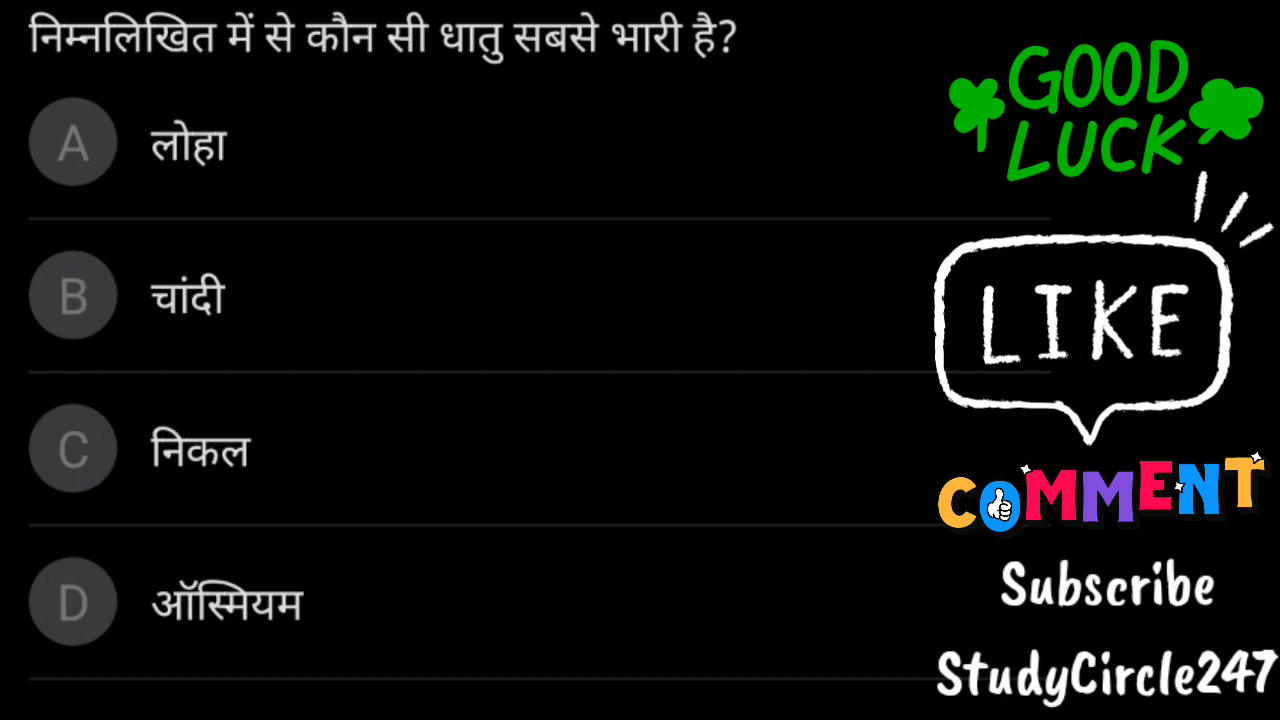 निम्नलिखित में से कौन सी धातु सबसे भारी है?
A लोहा
B चांदी
C निकल
D ऑस्मियम
GOOD
LUCK
LIKE
COMMENT
Subscribe
StudyCircle247